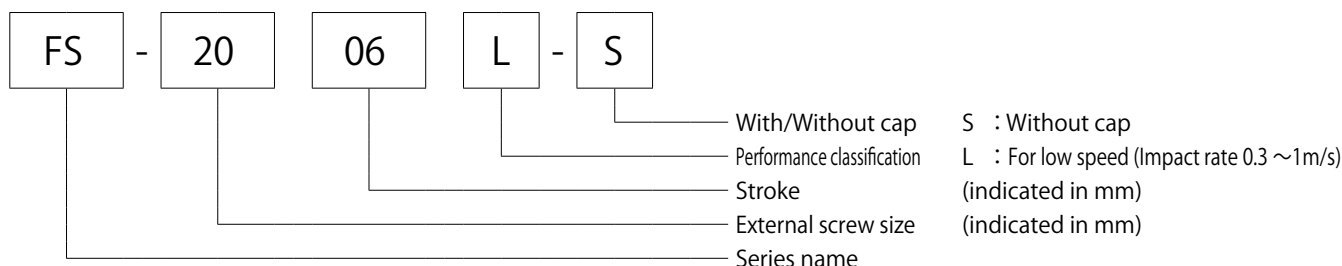 FS - 20 06 L - S
With/Without cap S : Without cap
Performance classification L : For low speed (Impact rate 0.3 ～1m/s)
Stroke (indicated in mm)
External screw size (indicated in mm)
Series name